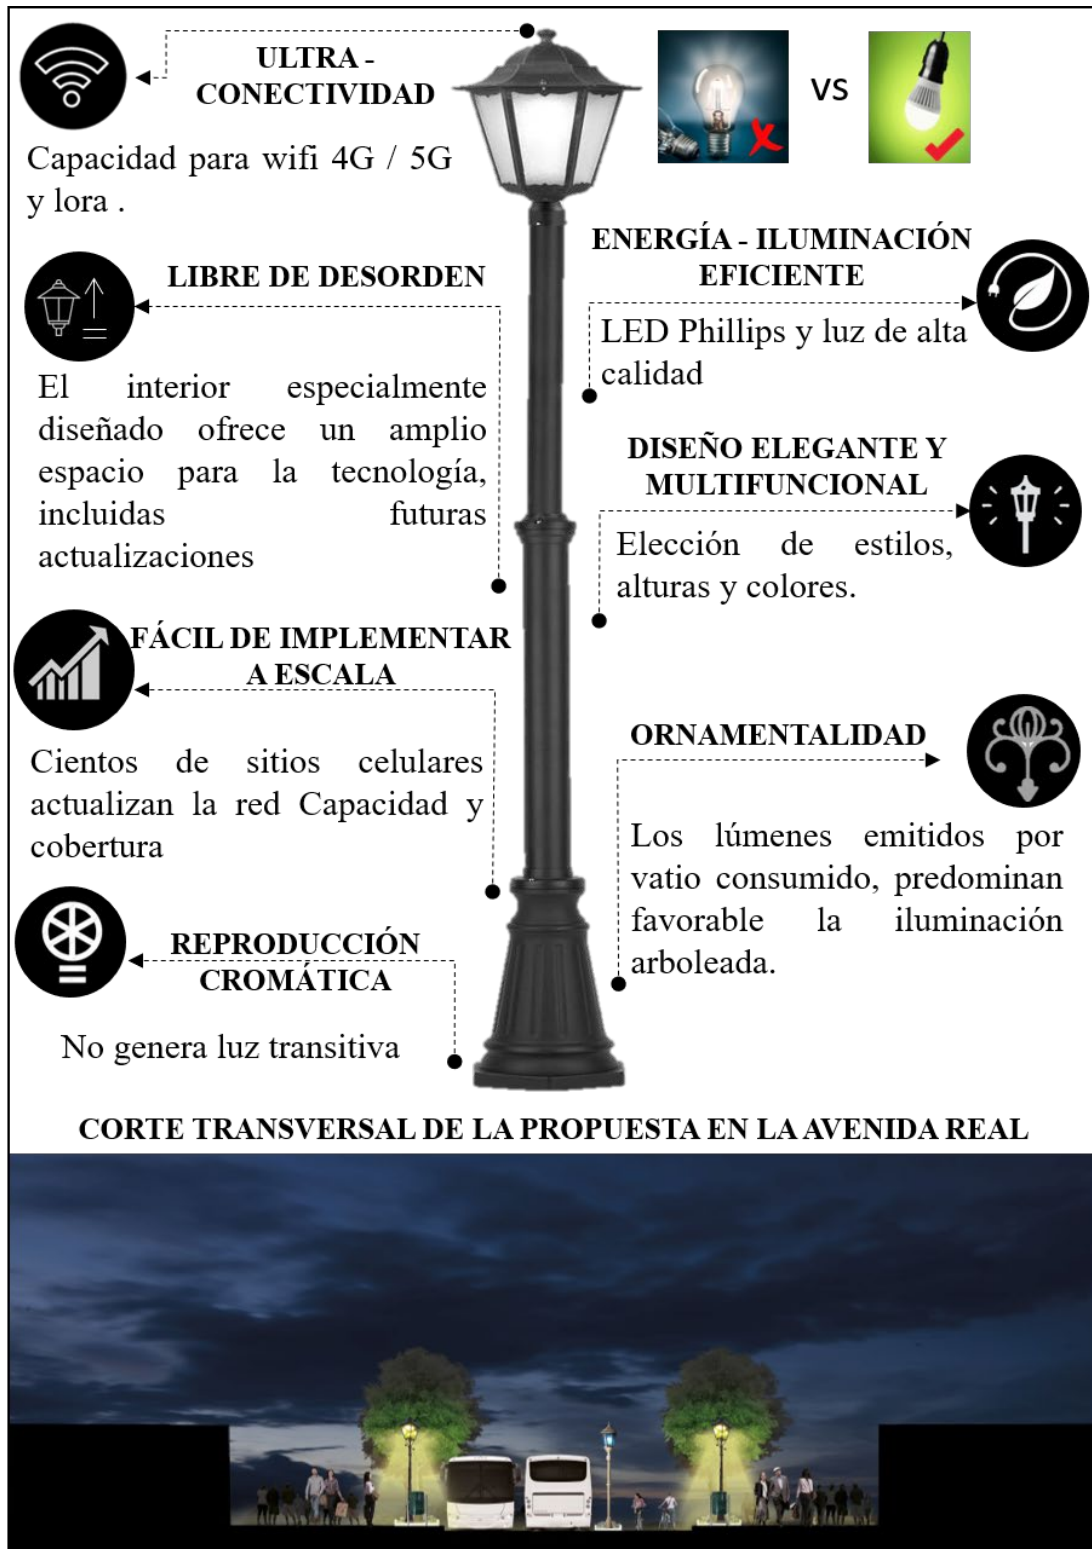 ULTRA -
CONECTIVIDAD
Capacidad para wifi 4G / 5G
y lora .
vs
LIBRE DE DESORDEN
El interior especialmente
diseñado ofrece un amplio
espacio para la tecnología,
incluidas futuras
actualizaciones
ENERGÍA - ILUMINACIÓN
EFICIENTE
LED Phillips y luz de alta
calidad
DISEÑO ELEGANTE Y
MULTIFUNCIONAL
Elección de estilos,
alturas y colores.
FÁCIL DE IMPLEMENTAR
A ESCALA
Cientos de sitios celulares
actualizan la red Capacidad y
cobertura
ORNAMENTALIDAD
Los lúmenes emitidos por
vatio consumido, predominan
favorable la iluminación
arboleada.
REPRODUCCIÓN
CROMÁTICA
No genera luz transitiva
CORTE TRANSVERSAL DE LA PROPUESTA EN LA AVENIDA REAL